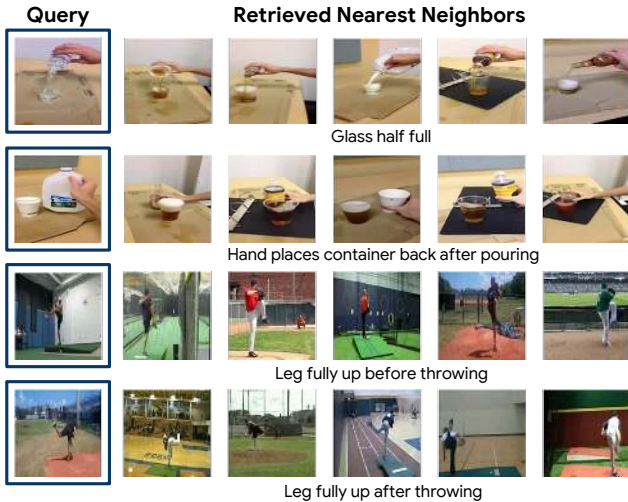 Query
Retrieved Nearest Neighbors
Glass half full
Hand places container back after pouring
Leg fully up before throwing
Leg fully up after throwing